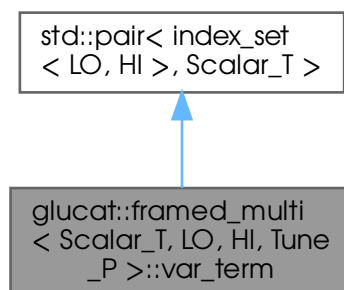 std::pair< index_set
< LO, HI >, Scalar_T >
glucat::framed_multi
< Scalar_T, LO, HI, Tune
_P >::var_term